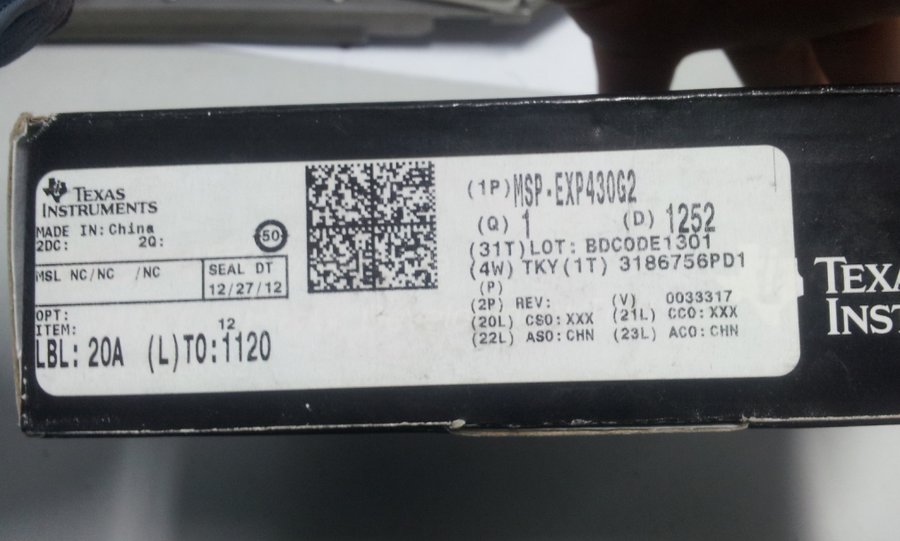 TEXAS
INSTRUMENTS
MADE IN: China
2DC: 2Q:
50
MSL NC/NC /NC
SEAL DT
12/27/12
OPT:
ITEM:
12
LBL: 20A (L)TO:1120
(1P) MSP-EXP430G2
(Q) 1 (D) 1252
(31T) LOT: BDCODE1301
(4W) TKY(1T) 3186756PD1
(P)
(2P) REV: (V) 0033317
(20L) CSO:XXX (21L) CCO:XXX
(22L) ASO:CHN (23L) ACO:CHN